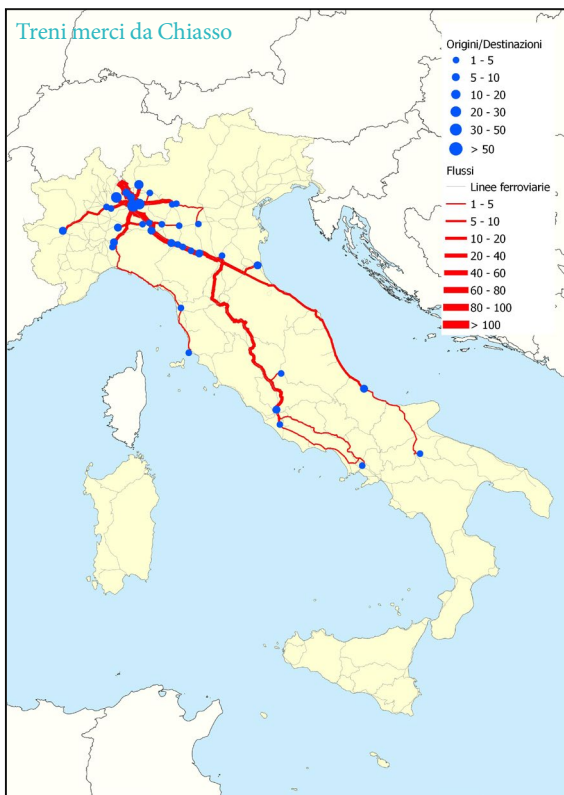 Treni merci da Chiasso
Origini/Destinazioni
1 - 5
5 - 10
10 - 20
20 - 30
30 - 50
> 50
Flussi
Linee ferroviarie
1 - 5
5 - 10
10 - 20
20 - 40
40 - 60
60 - 80
80 - 100
> 100